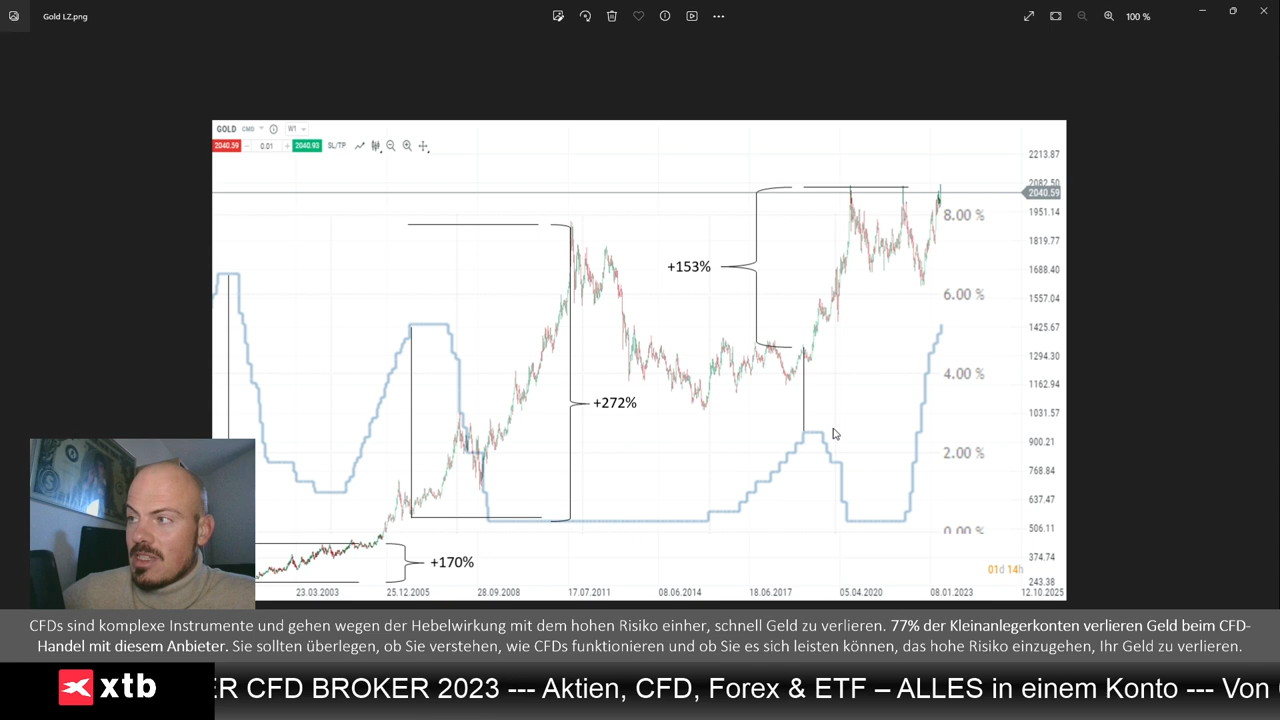 Gold LZ.png
100 %
GOLD CMD W1
2040.59 0.01 2040.93 SL/TP
2213.87
2082.50
2040.59
1951.14
8.00 %
1819.77
+153%
1688.40
6.00 %
1557.04
1425.67
1294.30
4.00 %
1162.94
+272%
1031.57
900.21
2.00 %
768.84
637.47
506.11
0.00 %
374.74
+170%
01d 14h
243.38
23.03.2003 25.12.2005 28.09.2008 17.07.2011 08.06.2014 18.06.2017 05.04.2020 08.01.2023 12.10.2025
CFDs sind komplexe Instrumente und gehen wegen der Hebelwirkung mit dem hohen Risiko einher, schnell Geld zu verlieren. 77% der Kleinanlegerkonten verlieren Geld beim CFD-
Handel mit diesem Anbieter. Sie sollten überlegen, ob Sie verstehen, wie CFDs funktionieren und ob Sie es sich leisten können, das hohe Risiko einzugehen, Ihr Geld zu verlieren.
xtb
ER CFD BROKER 2023 --- Aktien, CFD, Forex & ETF – ALLES in einem Konto --- Von